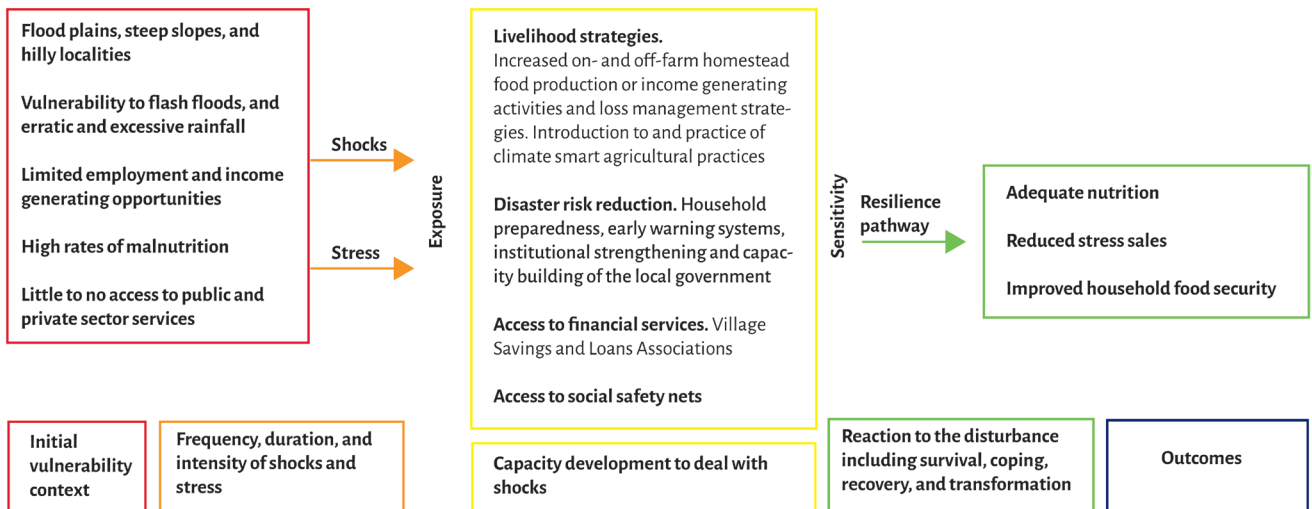 Flood plains, steep slopes, and
hilly localities
Vulnerability to flash floods, and
erratic and excessive rainfall
Limited employment and income
generating opportunities
High rates of malnutrition
Little to no access to public and
private sector services
Shocks
Stress
Exposure
Livelihood strategies.
Increased on- and off-farm homestead
food production or income generating
activities and loss management strate-
gies. Introduction to and practice of
climate smart agricultural practices
Disaster risk reduction. Household
preparedness, early warning systems,
institutional strengthening and capac-
ity building of the local government
Access to financial services. Village
Savings and Loans Associations
Access to social safety nets
Sensitivity
Resilience
pathway
Adequate nutrition
Reduced stress sales
Improved household food security
Initial
vulnerability
context
Frequency, duration, and
intensity of shocks and
stress
Capacity development to deal with
shocks
Reaction to the disturbance
including survival, coping,
recovery, and transformation
Outcomes